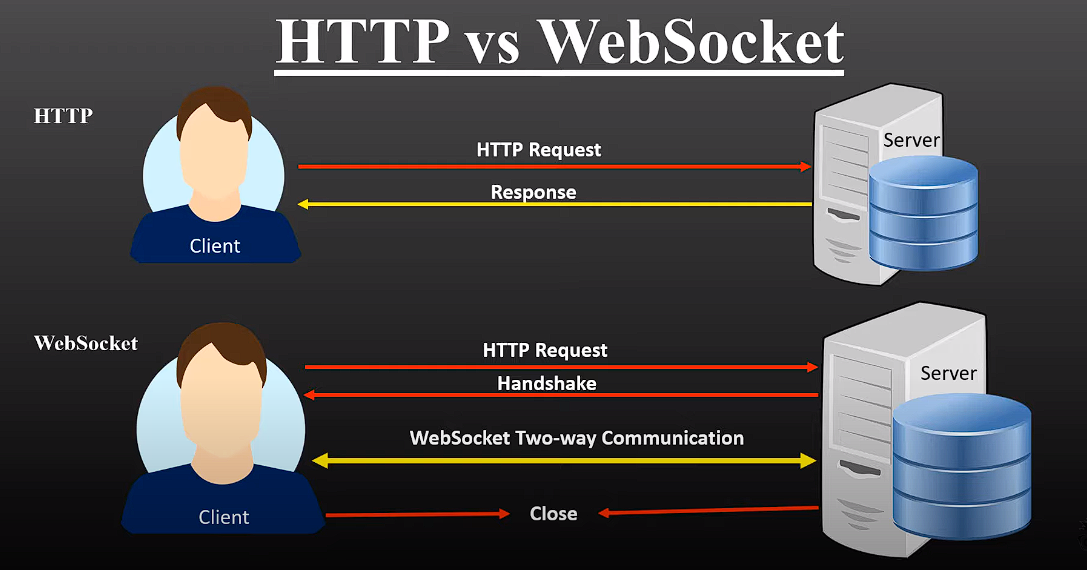 HTTP vs WebSocket
HTTP
HTTP Request
Server
Response
Client
WebSocket
HTTP Request
Server
Handshake
WebSocket Two-way Communication
Client
Close